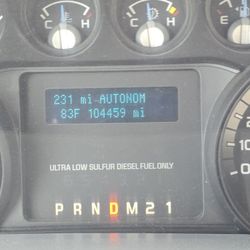 C H
C H
E F
231 mi AUTONOM
83F 104459 mi
ULTRA LOW SULFUR DIESEL FUEL ONLY
P R N D M 2 1